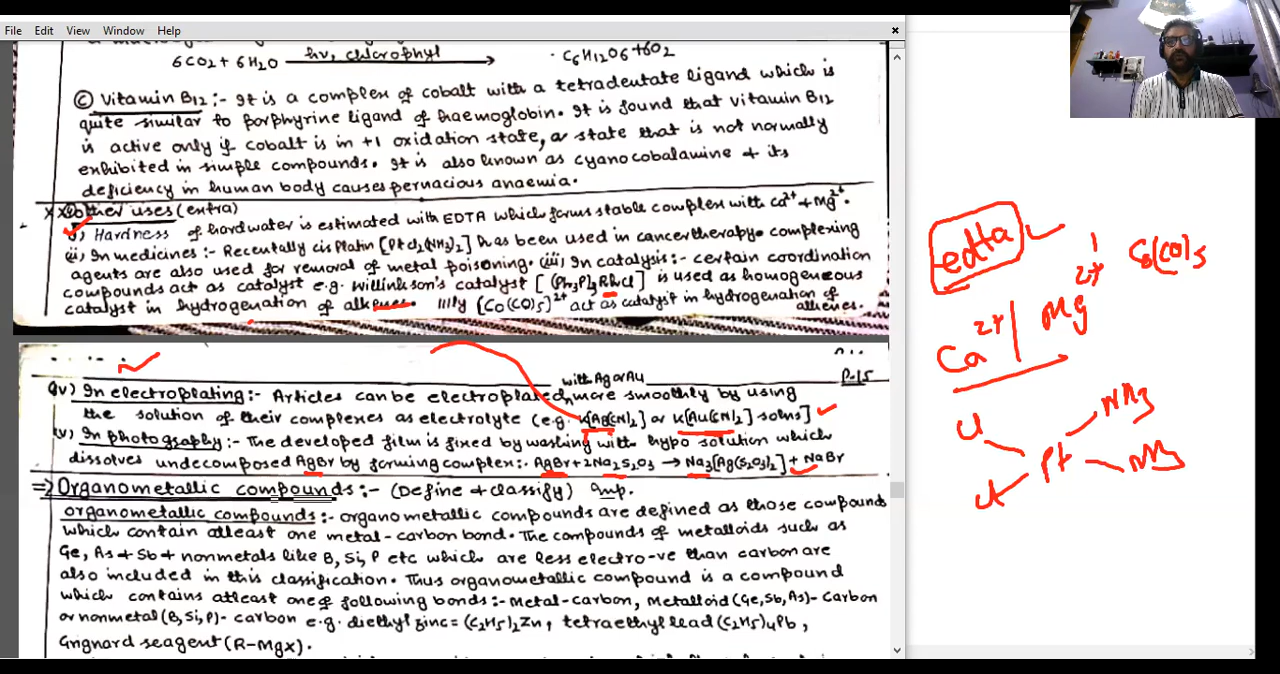 File Edit View Window Help
6CO2 + 6H2O hν, chlorophyl C6H12O6 + 6O2
(C) Vitamin B12 :- It is a complex of cobalt with a tetradentate ligand which is
quite similar to porphyrine ligand of haemoglobin. It is found that vitamin B12
is active only if cobalt is in +1 oxidation state, a state that is not normally
exhibited in simple compounds. It is also known as cyanocobalamine & its
deficiency in human body causes pernacious anaemia.
other uses (extra)
i) Hardness of hardwater is estimated with EDTA which forms stable complex with Ca2+ & Mg2+.
(ii) In medicines :- Recentally cis platin [PtCl2(NH3)2] has been used in cancer therapy. complexing
agents are also used for removal of metal poisoning. (iii) In catalysis :- certain coordination
compounds act as catalyst e.g. Willinkson's catalyst [(Ph3P)3RhCl] is used as homogeneous
catalyst in hydrogenation of alkenes. lllly [Co(CO)5]2+ act as catalyst in hydrogenation of
alkenes.
P-15
with Ag or Au
(iv) In electroplating :- Articles can be electroplated more smoothly by using
the solution of their complexes as electrolyte (e.g. K[Ag(CN)2] or K[Au(CN)2] solns]
(v) In photography :- The developed film is fixed by washing with hypo solution which
dissolves undecomposed AgBr by forming complex :- AgBr + 2Na2S2O3 → Na3[Ag(S2O3)2] + NaBr
⇒ Organometallic compounds :- (Define & classify) Imp.
organometallic compounds :- organometallic compounds are defined as those compounds
which contain atleast one metal-carbon bond. The compounds of metalloids such as
Ge, As & Sb & nonmetals like B, Si, P etc which are less electro-ve than carbon are
also included in this classification. Thus organometallic compound is a compound
which contains atleast one of following bonds :- Metal-carbon, Metalloid (Ge, Sb, As)-carbon
or nonmetal (B, Si, P)- carbon e.g. diethyl zinc = (C2H5)2Zn, tetraethyl lead (C2H5)4Pb,
Grignard reagent (R-MgX).
edta
Ca2+ | Mg2+
Co(CO)5
Cl NH3
Pt
Cl NH3